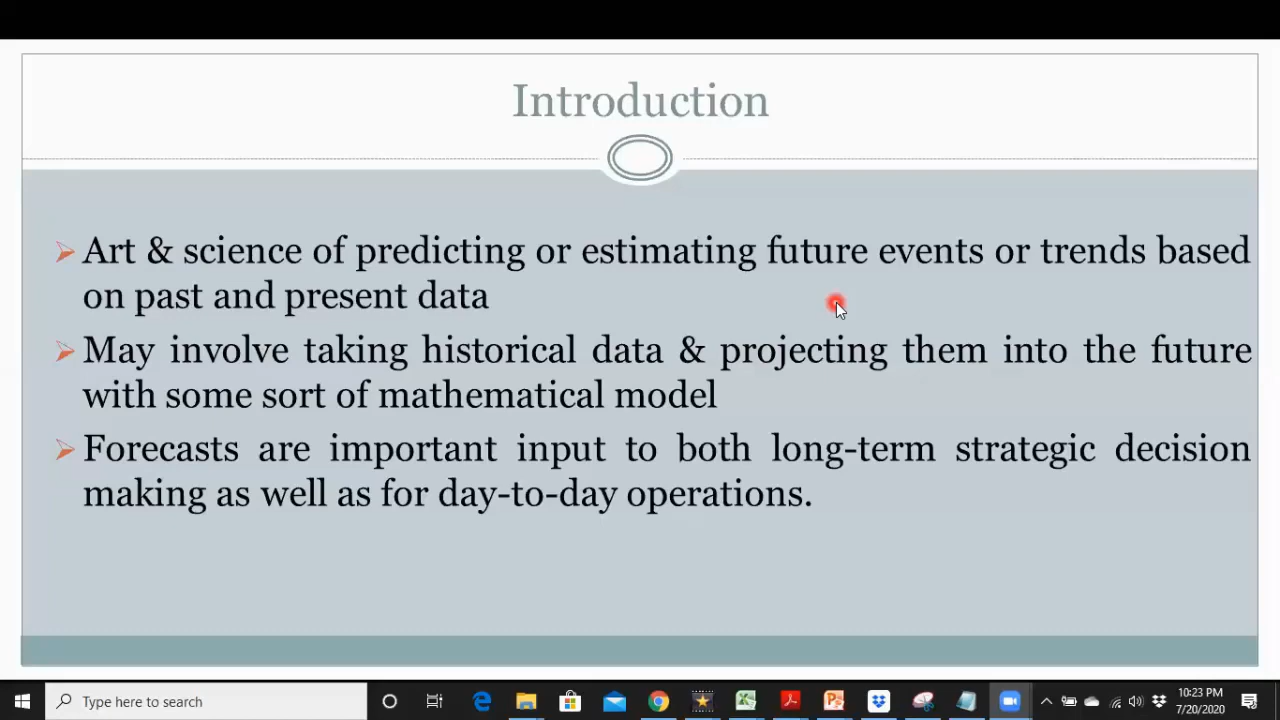 Introduction
Art & science of predicting or estimating future events or trends based
on past and present data
May involve taking historical data & projecting them into the future
with some sort of mathematical model
Forecasts are important input to both long-term strategic decision
making as well as for day-to-day operations.
Type here to search
10:23 PM
7/20/2020